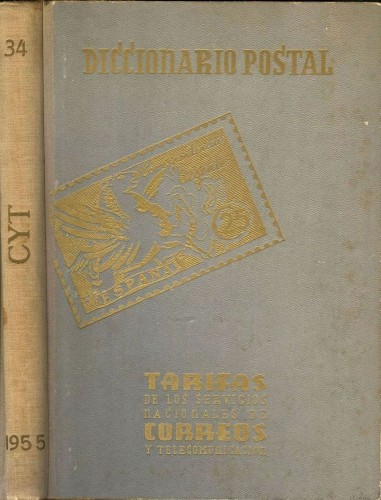 34
CYT
1955
DICCIONARIO POSTAL
25
ESPAÑA
TARIFAS
DE LOS SERVICIOS
NACIONALES DE
CORREOS
Y TELECOMUNICACION